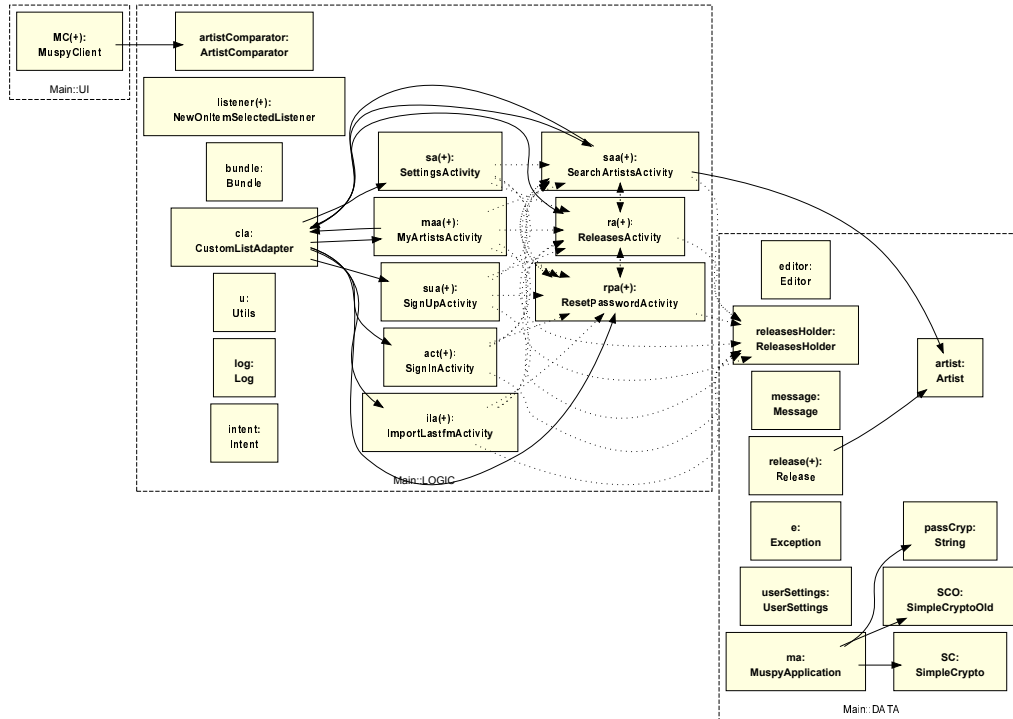 MC(+):
MuspyClient
Main::UI
artistComparator:
ArtistComparator
listener(+):
NewOnItemSelectedListener
bundle:
Bundle
cla:
CustomListAdapter
u:
Utils
log:
Log
intent:
Intent
sa(+):
SettingsActivity
maa(+):
MyArtistsActivity
sua(+):
SignUpActivity
act(+):
SignInActivity
ila(+):
ImportLastfmActivity
saa(+):
SearchArtistsActivity
ra(+):
ReleasesActivity
rpa(+):
ResetPasswordActivity
Main::LOGIC
editor:
Editor
releasesHolder:
ReleasesHolder
message:
Message
release(+):
Release
e:
Exception
userSettings:
UserSettings
ma:
MuspyApplication
artist:
Artist
passCryp:
String
SCO:
SimpleCryptoOld
SC:
SimpleCrypto
Main::DATA